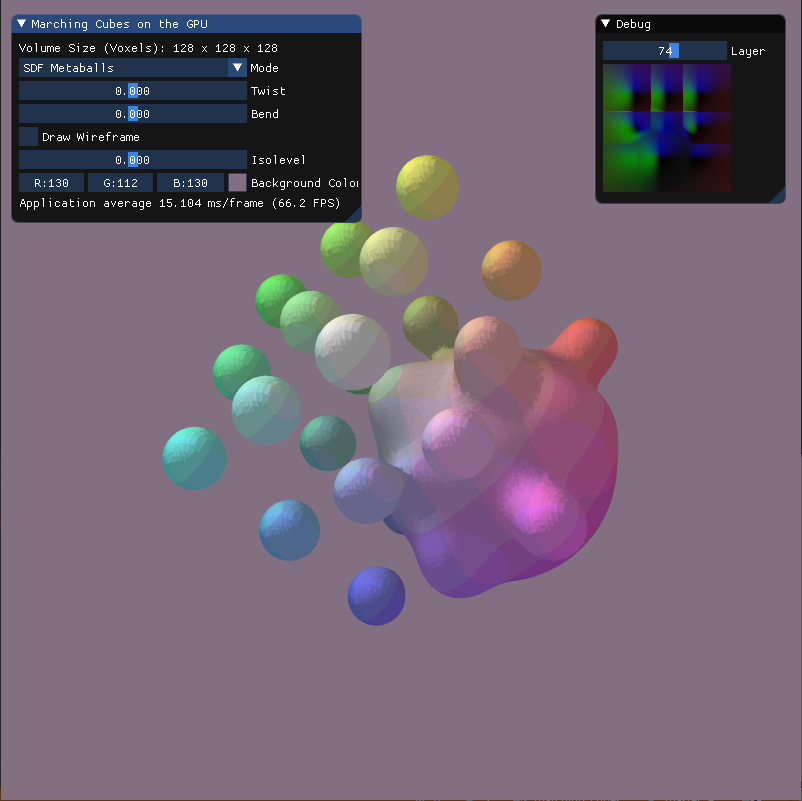 Marching Cubes on the GPU
Volume Size (Voxels): 128 x 128 x 128
SDF Metaballs Mode
0.000 Twist
0.000 Bend
Draw Wireframe
0.000 Isolevel
R:130 G:112 B:130 Background Color
Application average 15.104 ms/frame (66.2 FPS)
Debug
74 Layer